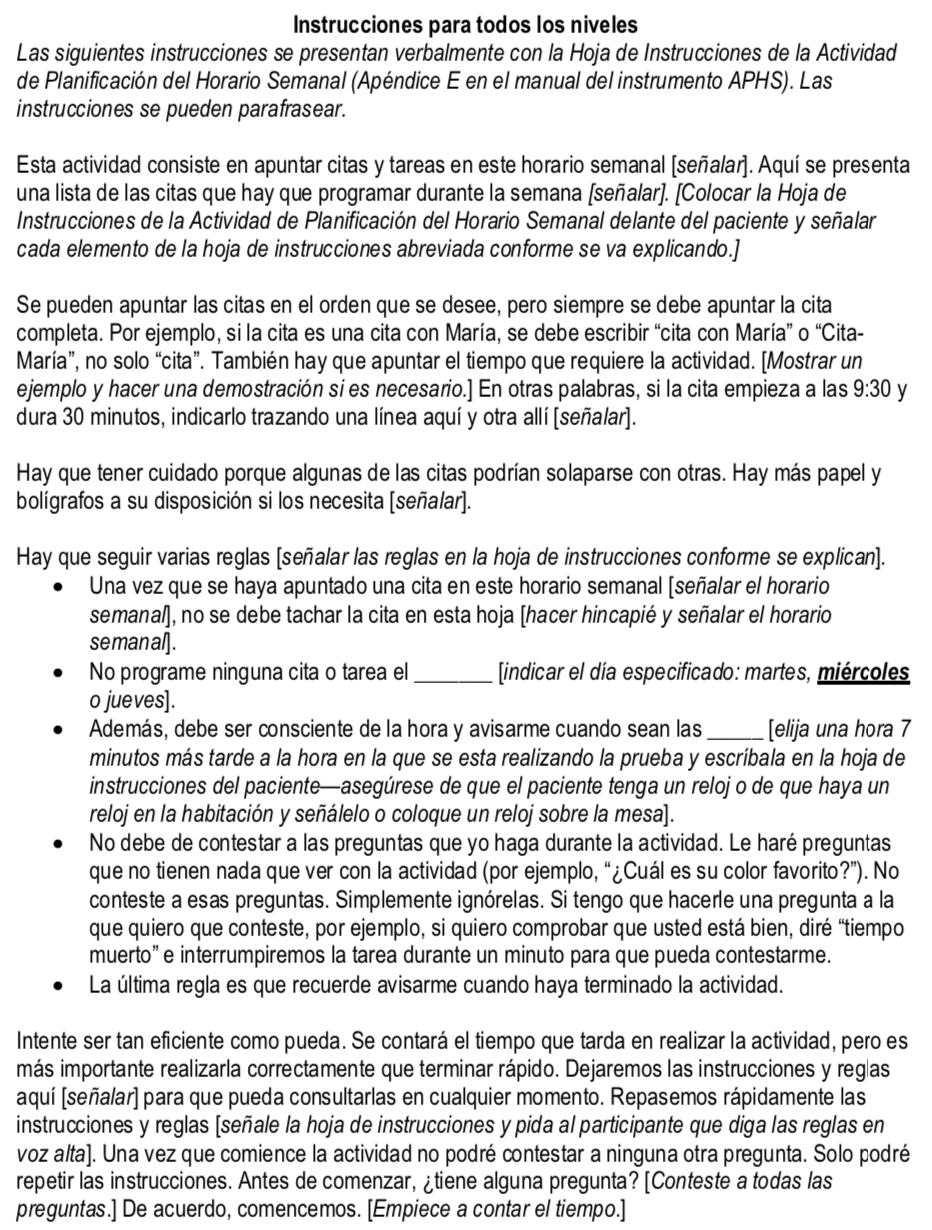 Instrucciones para todos los niveles
Las siguientes instrucciones se presentan verbalmente con la Hoja de Instrucciones de la Actividad
de Planificación del Horario Semanal (Apéndice E en el manual del instrumento APHS). Las
instrucciones se pueden parafrasear.
Esta actividad consiste en apuntar citas y tareas en este horario semanal [señalar]. Aquí se presenta
una lista de las citas que hay que programar durante la semana [señalar]. [Colocar la Hoja de
Instrucciones de la Actividad de Planificación del Horario Semanal delante del paciente y señalar
cada elemento de la hoja de instrucciones abreviada conforme se va explicando.]
Se pueden apuntar las citas en el orden que se desee, pero siempre se debe apuntar la cita
completa. Por ejemplo, si la cita es una cita con María, se debe escribir “cita con María” o “Cita-
María”, no solo “cita”. También hay que apuntar el tiempo que requiere la actividad. [Mostrar un
ejemplo y hacer una demostración si es necesario.] En otras palabras, si la cita empieza a las 9:30 y
dura 30 minutos, indicarlo trazando una línea aquí y otra allí [señalar].
Hay que tener cuidado porque algunas de las citas podrían solaparse con otras. Hay más papel y
bolígrafos a su disposición si los necesita [señalar].
Hay que seguir varias reglas [señalar las reglas en la hoja de instrucciones conforme se explican].
• Una vez que se haya apuntado una cita en este horario semanal [señalar el horario
semanal], no se debe tachar la cita en esta hoja [hacer hincapié y señalar el horario
semanal].
• No programe ninguna cita o tarea el _______ [indicar el día especificado: martes, miércoles
o jueves].
• Además, debe ser consciente de la hora y avisarme cuando sean las _____ [elija una hora 7
minutos más tarde a la hora en la que se esta realizando la prueba y escríbala en la hoja de
instrucciones del paciente—asegúrese de que el paciente tenga un reloj o de que haya un
reloj en la habitación y señálelo o coloque un reloj sobre la mesa].
• No debe de contestar a las preguntas que yo haga durante la actividad. Le haré preguntas
que no tienen nada que ver con la actividad (por ejemplo, “¿Cuál es su color favorito?”). No
conteste a esas preguntas. Simplemente ignórelas. Si tengo que hacerle una pregunta a la
que quiero que conteste, por ejemplo, si quiero comprobar que usted está bien, diré “tiempo
muerto” e interrumpiremos la tarea durante un minuto para que pueda contestarme.
• La última regla es que recuerde avisarme cuando haya terminado la actividad.
Intente ser tan eficiente como pueda. Se contará el tiempo que tarda en realizar la actividad, pero es
más importante realizarla correctamente que terminar rápido. Dejaremos las instrucciones y reglas
aquí [señalar] para que pueda consultarlas en cualquier momento. Repasemos rápidamente las
instrucciones y reglas [señale la hoja de instrucciones y pida al participante que diga las reglas en
voz alta]. Una vez que comience la actividad no podré contestar a ninguna otra pregunta. Solo podré
repetir las instrucciones. Antes de comenzar, ¿tiene alguna pregunta? [Conteste a todas las
preguntas.] De acuerdo, comencemos. [Empiece a contar el tiempo.]